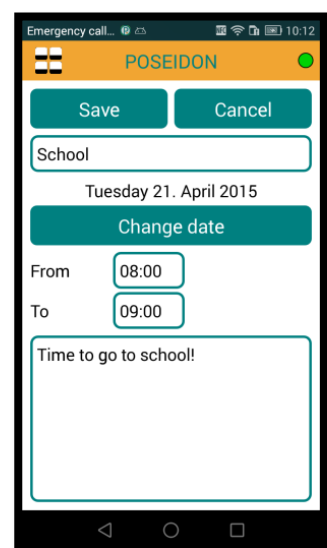 Emergency call... 10:12
POSEIDON
Save Cancel
School
Tuesday 21. April 2015
Change date
From 08:00
To 09:00
Time to go to school!